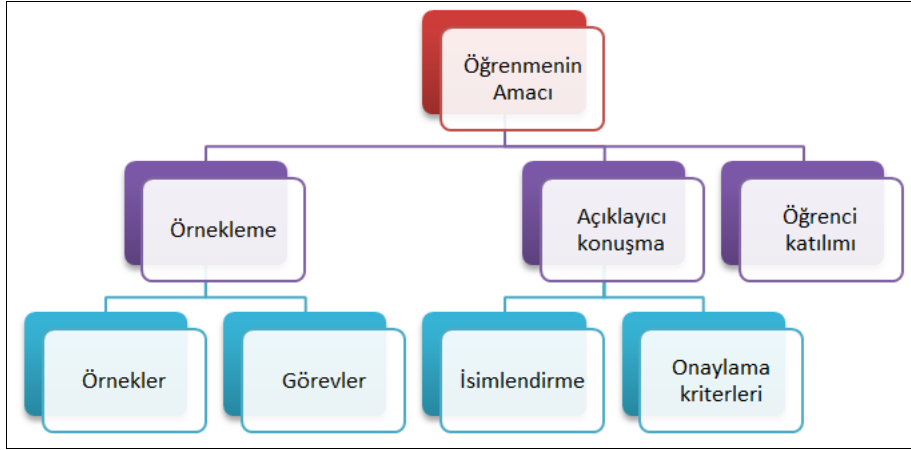 Öğrenmenin
Amacı
Örnekleme
Açıklayıcı
konuşma
Öğrenci
katılımı
Örnekler
Görevler
İsimlendirme
Onaylama
kriterleri